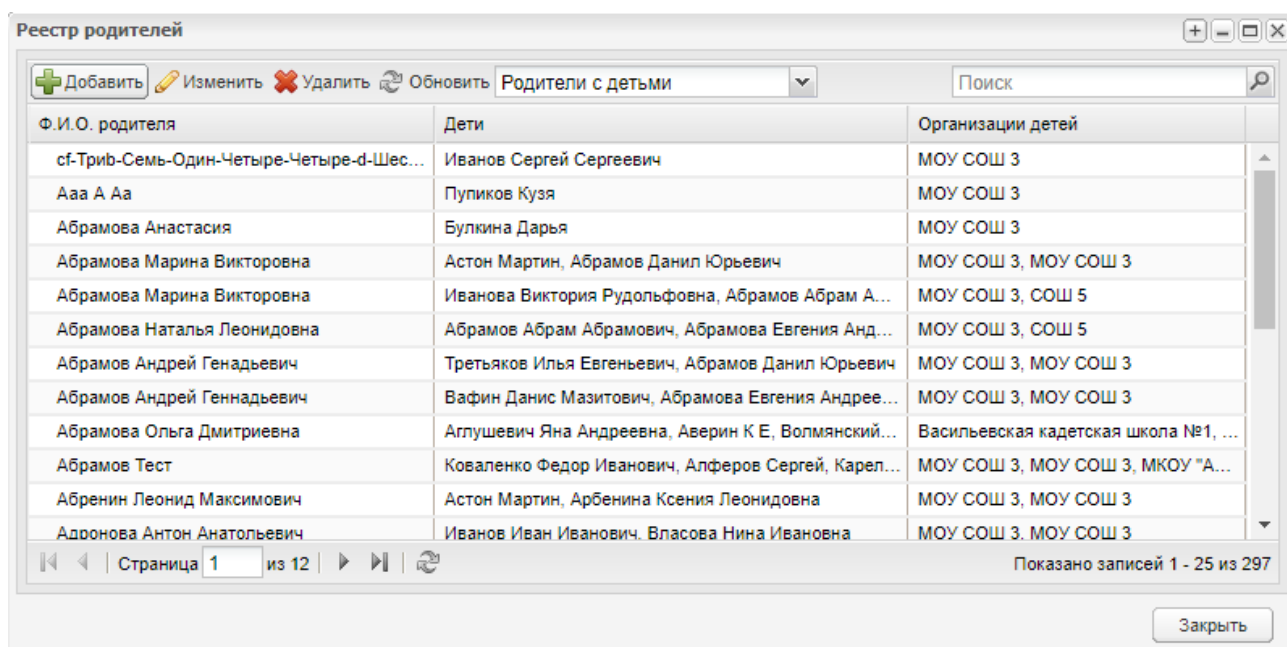 Реестр родителей
Добавить Изменить Удалить Обновить Родители с детьми Поиск
Ф.И.О. родителя Дети Организации детей
cf-Триb-Семь-Один-Четыре-Четыре-d-Шес... Иванов Сергей Сергеевич МОУ СОШ 3
Ааа А Аа Пупиков Кузя МОУ СОШ 3
Абрамова Анастасия Булкина Дарья МОУ СОШ 3
Абрамова Марина Викторовна Астон Мартин, Абрамов Данил Юрьевич МОУ СОШ 3, МОУ СОШ 3
Абрамова Марина Викторовна Иванова Виктория Рудольфовна, Абрамов Абрам А... МОУ СОШ 3, СОШ 5
Абрамова Наталья Леонидовна Абрамов Абрам Абрамович, Абрамова Евгения Анд... МОУ СОШ 3, СОШ 5
Абрамов Андрей Генадьевич Третьяков Илья Евгеньевич, Абрамов Данил Юрьевич МОУ СОШ 3, МОУ СОШ 3
Абрамов Андрей Геннадьевич Вафин Данис Мазитович, Абрамова Евгения Андрее... МОУ СОШ 3, МОУ СОШ 3
Абрамова Ольга Дмитриевна Аглушевич Яна Андреевна, Аверин К Е, Волмянский... Васильевская кадетская школа №1, ...
Абрамов Тест Коваленко Федор Иванович, Алферов Сергей, Карел... МОУ СОШ 3, МОУ СОШ 3, МКОУ "А...
Абренин Леонид Максимович Астон Мартин, Арбенина Ксения Леонидовна МОУ СОШ 3, МОУ СОШ 3
Адронова Антон Анатольевич Иванов Иван Иванович, Власова Нина Ивановна МОУ СОШ 3, МОУ СОШ 3
Страница 1 из 12 Показано записей 1 - 25 из 297
Закрыть